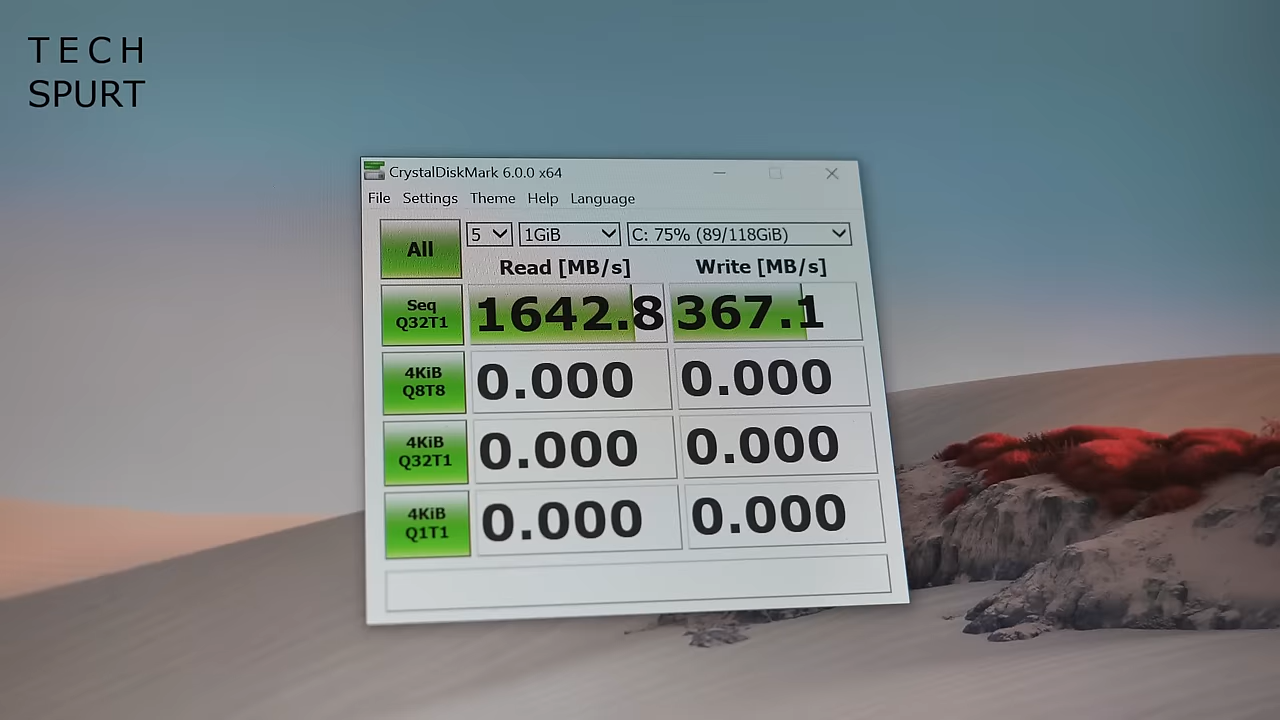 TECH
SPURT
CrystalDiskMark 6.0.0 x64
File Settings Theme Help Language
All 5 1GiB C: 75% (89/118GiB)
Read [MB/s] Write [MB/s]
Seq
Q32T1 1642.8 367.1
4KiB
Q8T8 0.000 0.000
4KiB
Q32T1 0.000 0.000
4KiB
Q1T1 0.000 0.000